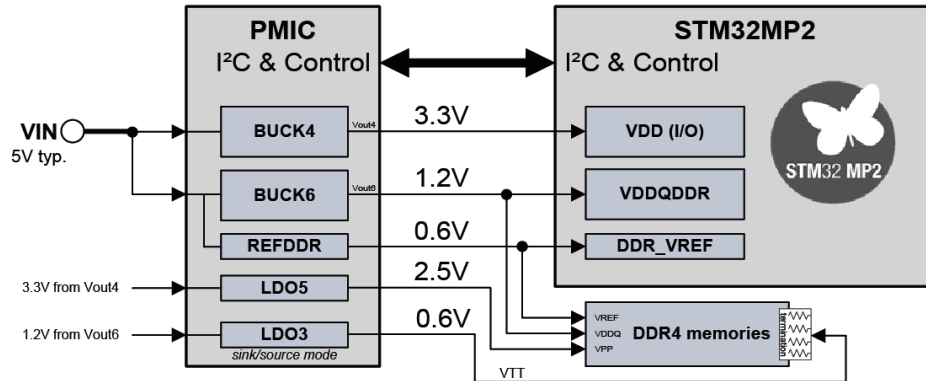 PMIC
STM32MP2
I²C & Control
I²C & Control
VIN
5V typ.
BUCK4
Vout4
3.3V
VDD (I/O)
BUCK6
Vout6
1.2V
VDDQDDR
STM32 MP2
REFDDR
0.6V
DDR_VREF
3.3V from Vout4
LDO5
2.5V
1.2V from Vout6
LDO3
0.6V
sink/source mode
VREF
VDDQ
VPP
DDR4 memories
termination
VTT